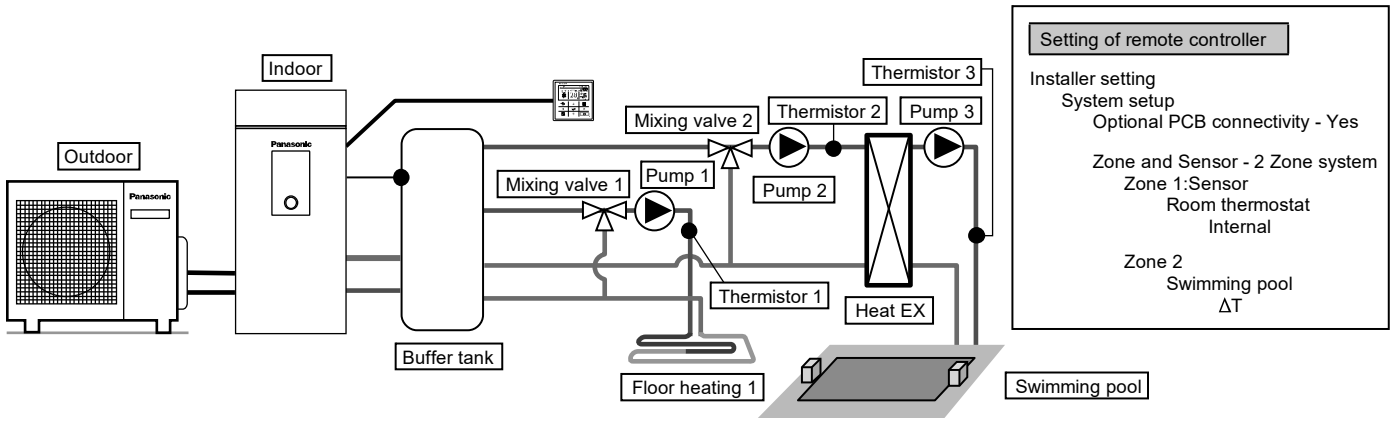 Outdoor
Panasonic
Indoor
Panasonic
Buffer tank
Mixing valve 1
Pump 1
Thermistor 1
Floor heating 1
Mixing valve 2
Pump 2
Thermistor 2
Heat EX
Pump 3
Thermistor 3
Swimming pool
Setting of remote controller
Installer setting
System setup
Optional PCB connectivity - Yes
Zone and Sensor - 2 Zone system
Zone 1:Sensor
Room thermostat
Internal
Zone 2
Swimming pool
ΔT